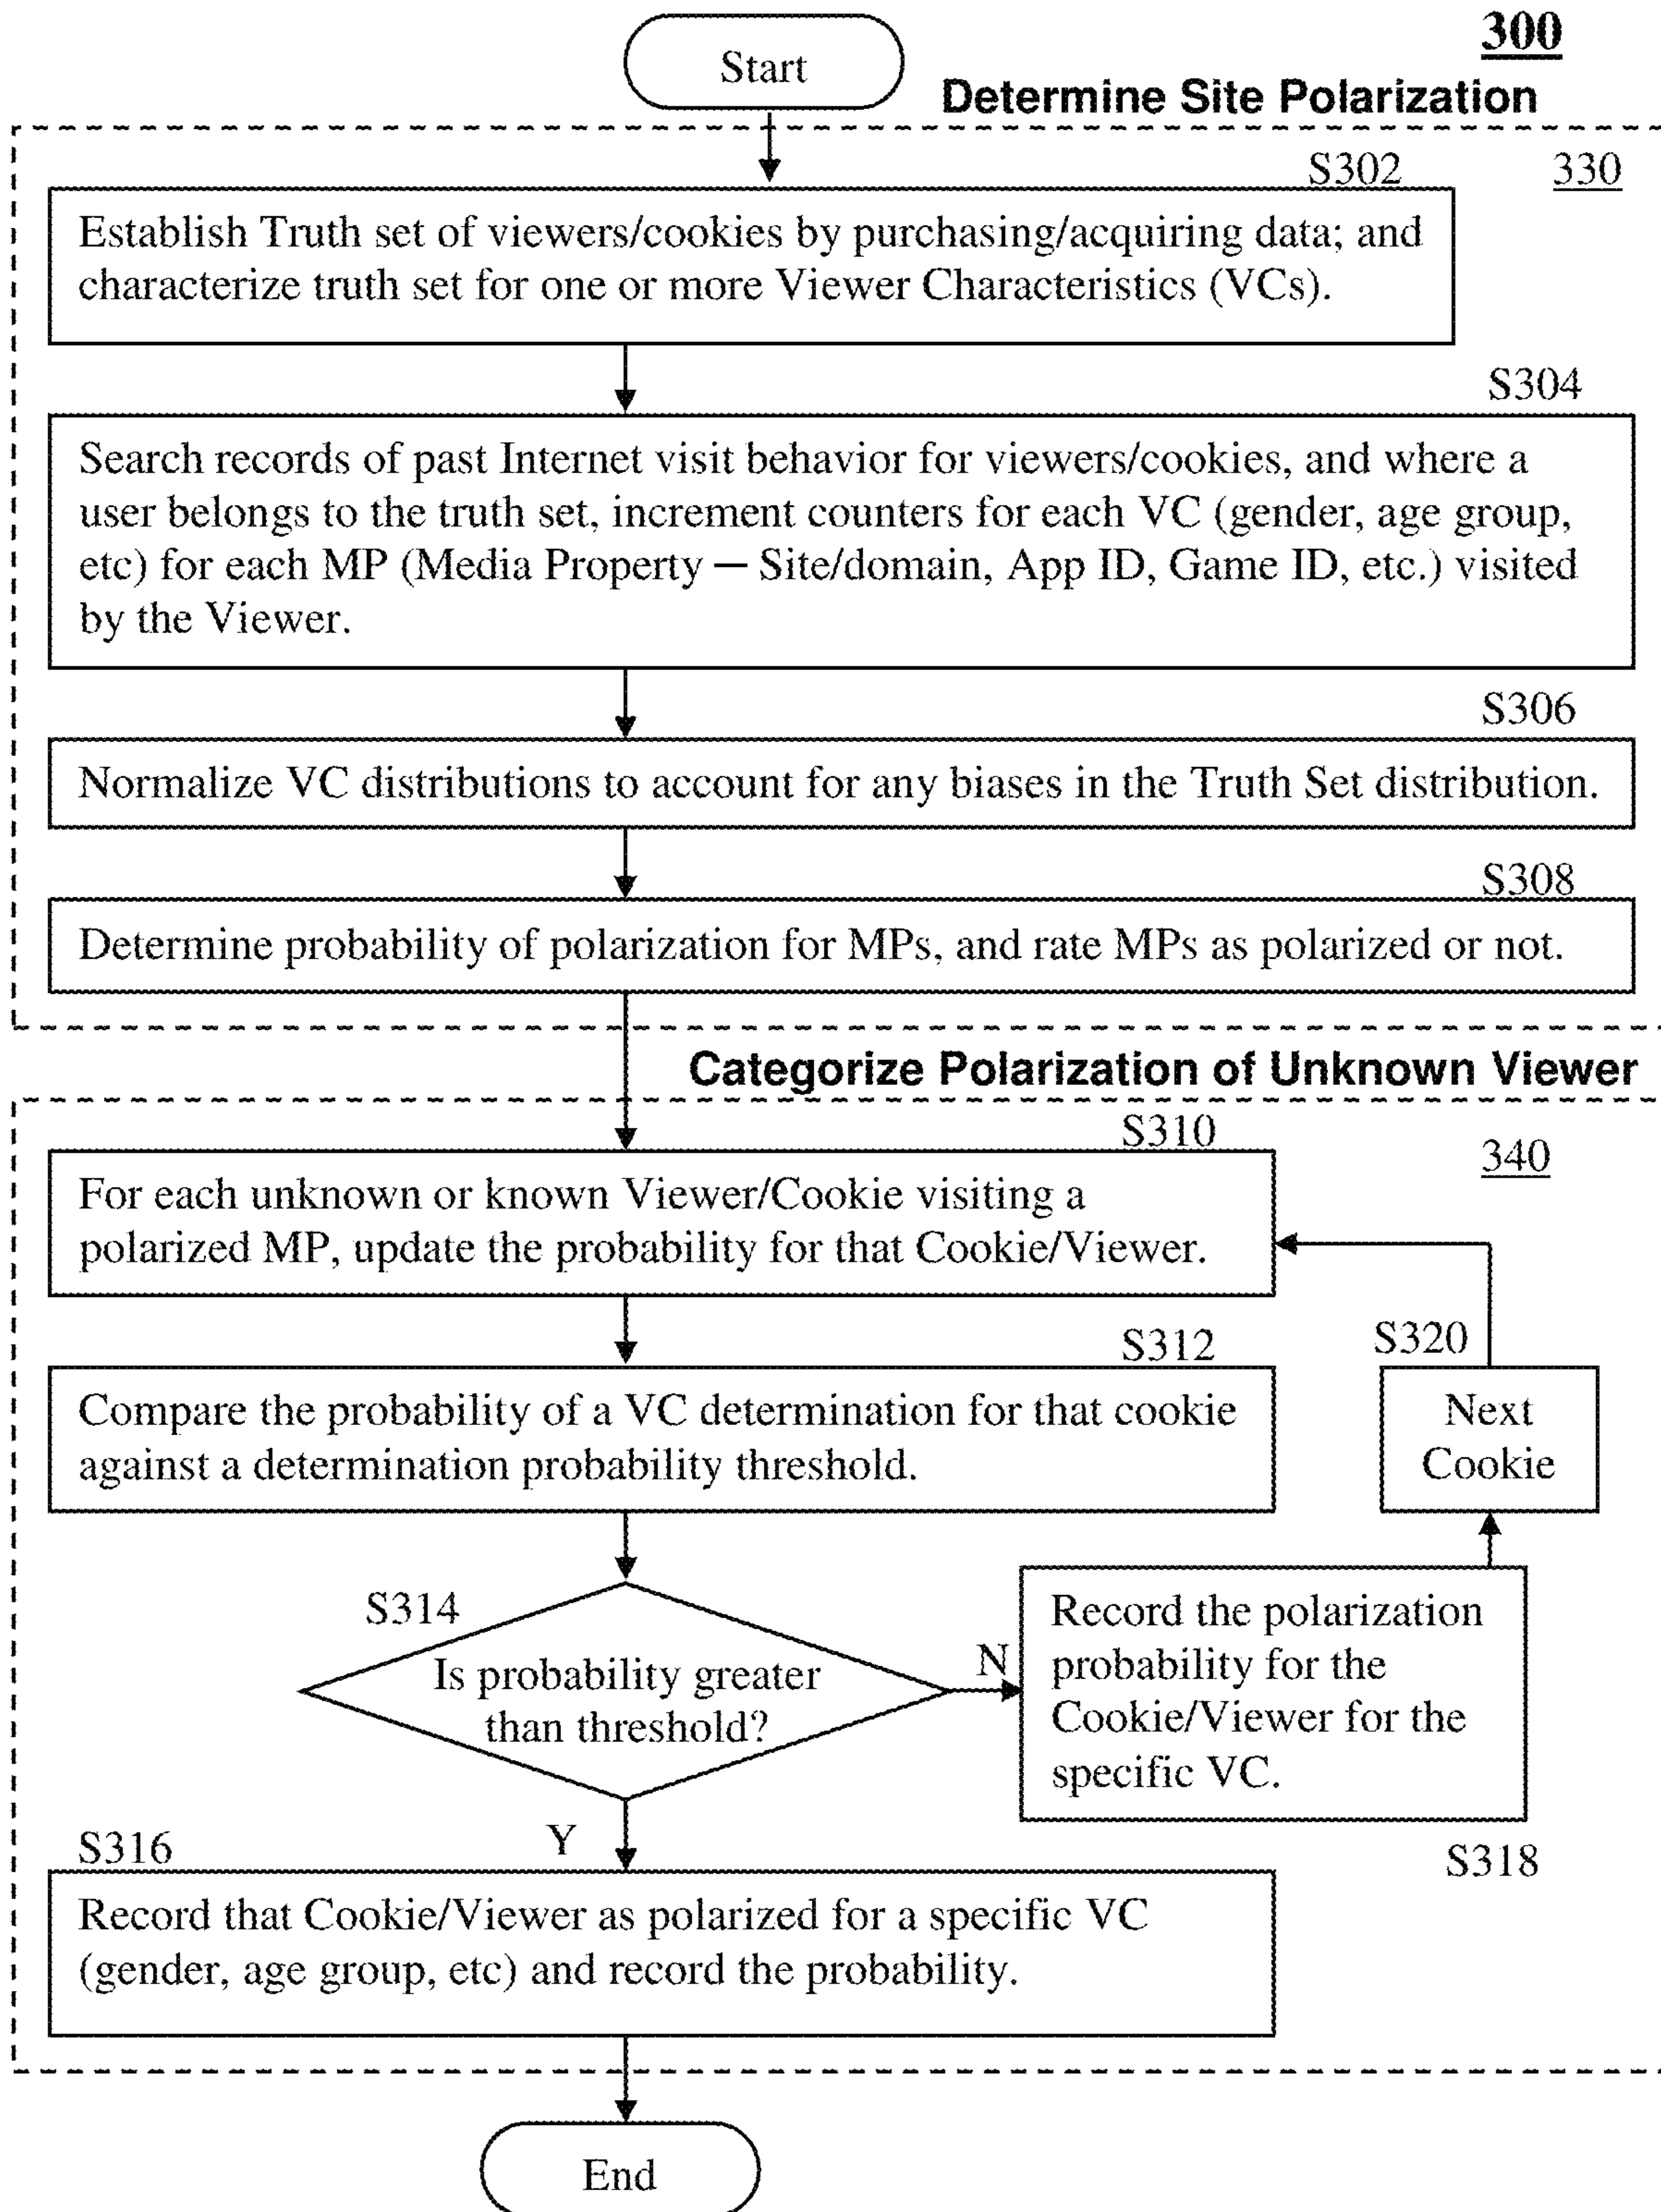 300
Start
Determine Site Polarization
S302
330
Establish Truth set of viewers/cookies by purchasing/acquiring data; and
characterize truth set for one or more Viewer Characteristics (VCs).
S304
Search records of past Internet visit behavior for viewers/cookies, and where a
user belongs to the truth set, increment counters for each VC (gender, age group,
etc) for each MP (Media Property — Site/domain, App ID, Game ID, etc.) visited
by the Viewer.
S306
Normalize VC distributions to account for any biases in the Truth Set distribution.
S308
Determine probability of polarization for MPs, and rate MPs as polarized or not.
Categorize Polarization of Unknown Viewer
S310
340
For each unknown or known Viewer/Cookie visiting a
polarized MP, update the probability for that Cookie/Viewer.
S312
Compare the probability of a VC determination for that cookie
against a determination probability threshold.
S320
Next
Cookie
S314
Is probability greater
than threshold?
N
Record the polarization
probability for the
Cookie/Viewer for the
specific VC.
S318
Y
S316
Record that Cookie/Viewer as polarized for a specific VC
(gender, age group, etc) and record the probability.
End